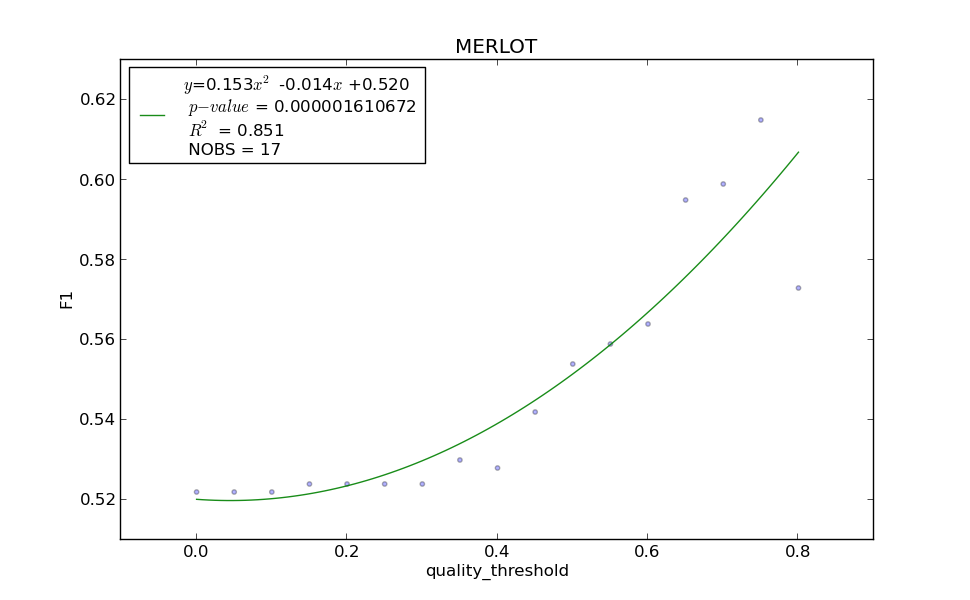 MERLOT
y=0.153x² -0.014x +0.520
p−value = 0.000001610672
R² = 0.851
NOBS = 17
0.62
0.60
0.58
0.56
0.54
0.52
F1
0.0 0.2 0.4 0.6 0.8
quality_threshold